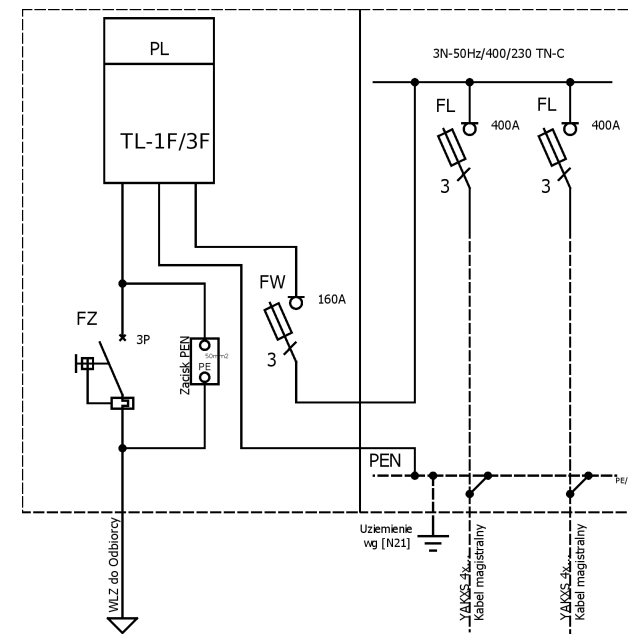 PL
TL-1F/3F
3N-50Hz/400/230 TN-C
FL
400A
3
FL
400A
3
FW
160A
3
FZ
3P
Zacisk PEN
50mm2
PE
PEN
PE/
Uziemienie
wg [N21]
WLZ do Odbiorcy
YAKXS 4x...
Kabel magistralny
YAKXS 4x...
Kabel magistralny